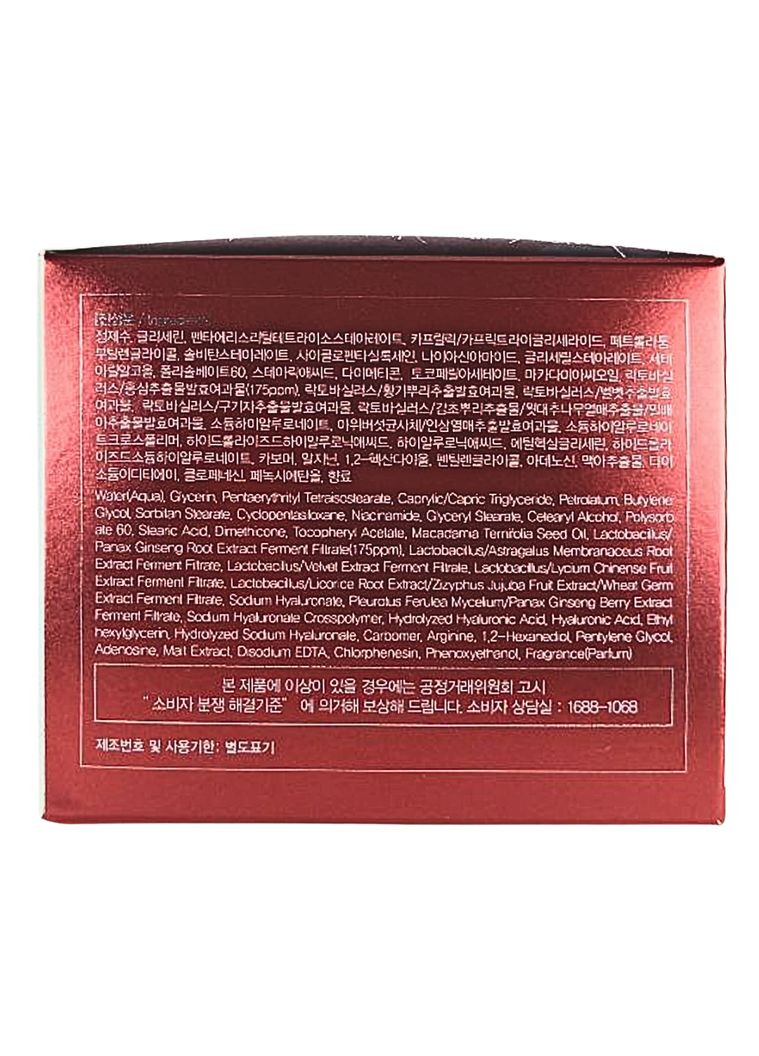 [전성분 / Ingredients]
정제수, 글리세린, 펜타에리스리틸테트라이소스테아레이트, 카프릴릭/카프릭트라이글리세라이드, 페트롤라툼,
부틸렌글라이콜, 솔비탄스테이레이트, 사이클로펜타실록세인, 나이아신아마이드, 글리세릴스테아레이트, 세테
아릴알코올, 폴리솔베이트60, 스테아릭애씨드, 다이메티콘, 토코페릴아세테이트, 마카다미아씨오일, 락토바실
러스/홍삼추출물발효여과물(175ppm), 락토바실러스/황기뿌리추출발효여과물, 락토바실러스/벨벳추출발효
여과물, 락토바실러스/구기자추출물발효여과물, 락토바실러스/감초뿌리추출물/묏대추나무열매추출물/밀배
아추출물발효여과물, 소듐하이알루로네이트, 아위버섯균사체/인삼열매추출발효여과물, 소듐하이알루로네이
트크로스폴리머, 하이드롤라이즈드하이알루로닉애씨드, 하이알루로닉애씨드, 에틸헥실글리세린, 하이드롤라
이즈드소듐하이알루로네이트, 카보머, 알지닌, 1,2-헥산다이올, 펜틸렌글라이콜, 아데노신, 맥아추출물, 다이
소듐이디티에이, 클로페네신, 페녹시에탄올, 향료
Water(Aqua), Glycerin, Pentaerythrityl Tetraisostearate, Caprylic/Capric Triglyceride, Petrolatum, Butylene
Glycol, Sorbitan Stearate, Cyclopentasiloxane, Niacinamide, Glyceryl Stearate, Cetearyl Alcohol, Polysorb
ate 60, Stearic Acid, Dimethicone, Tocopheryl Acetate, Macadamia Ternifolia Seed Oil, Lactobacillus/
Panax Ginseng Root Extract Ferment Filtrate(175ppm), Lactobacillus/Astragalus Membranaceus Root
Extract Ferment Filtrate, Lactobacillus/Velvet Extract Ferment Filtrate, Lactobacillus/Lycium Chinense Fruit
Extract Ferment Filtrate, Lactobacillus/Licorice Root Extract/Zizyphus Jujuba Fruit Extract/Wheat Germ
Extract Ferment Filtrate, Sodium Hyaluronate, Pleurotus Ferulea Mycelium/Panax Ginseng Berry Extract
Ferment Filtrate, Sodium Hyaluronate Crosspolymer, Hydrolyzed Hyaluronic Acid, Hyaluronic Acid, Ethyl
hexylglycerin, Hydrolyzed Sodium Hyaluronate, Carbomer, Arginine, 1,2-Hexanediol, Pentylene Glycol,
Adenosine, Malt Extract, Disodium EDTA, Chlorphenesin, Phenoxyethanol, Fragrance(Parfum)
본 제품에 이상이 있을 경우에는 공정거래위원회 고시
" 소비자 분쟁 해결기준" 에 의거해 보상해 드립니다. 소비자 상담실 : 1688-1068
제조번호 및 사용기한: 별도표기